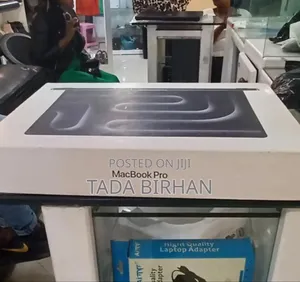 POSTED ON JIJI
MacBook Pro
TADA BIRHAN
High Quality
Laptop Adapter